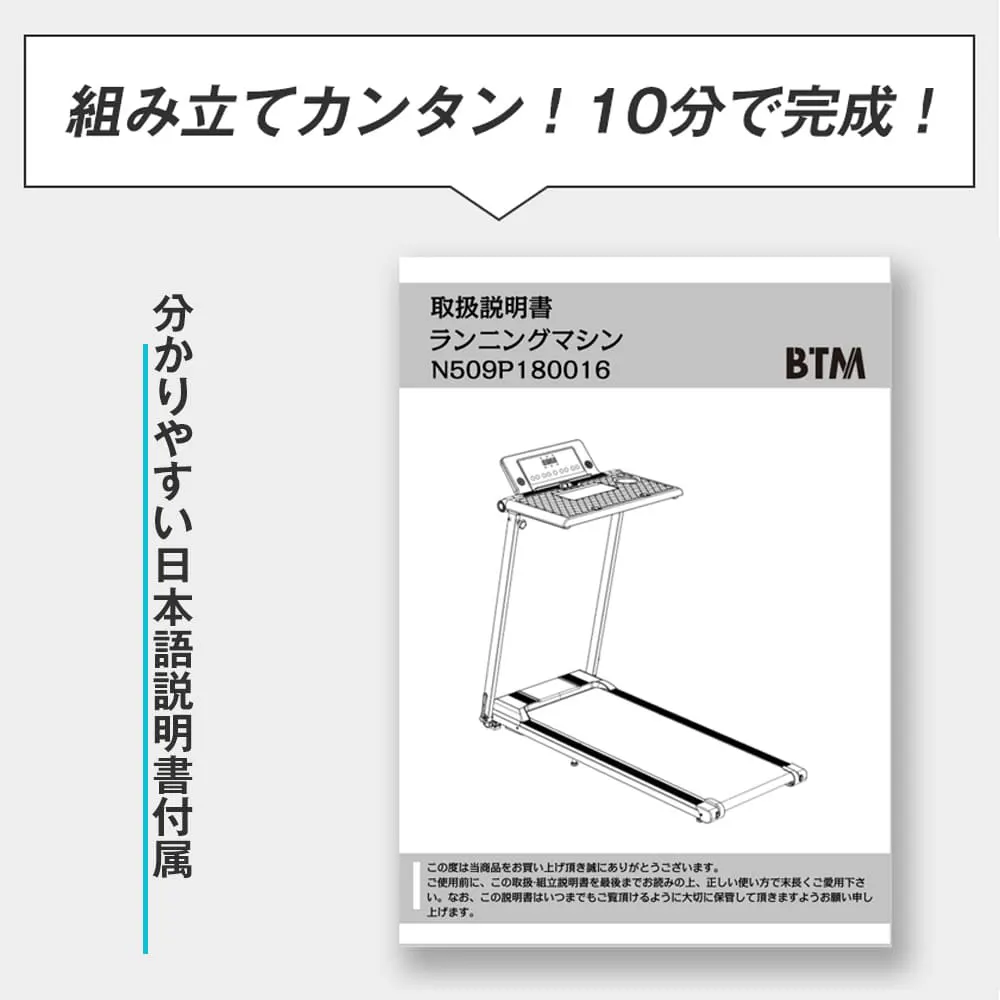 組み立てカンタン！10分で完成！
分かりやすい日本語説明書付属
取扱説明書
ランニングマシン
N509P180016
BTM
この度は当商品をお買い上げ頂き誠にありがとうございます。
ご使用前に、この取扱・組立説明書を最後までお読みの上、正しい使い方で末長くご愛用下さ
い。なお、この説明書はいつまでもご覧頂けるように大切に保管して頂きますようお願い申し
上げます。